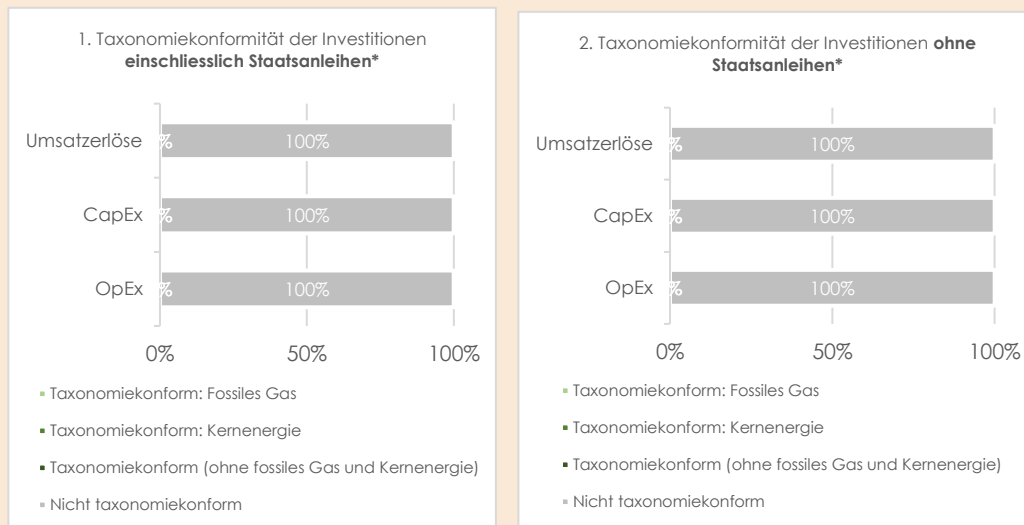 1. Taxonomiekonformität der Investitionen
einschliesslich Staatsanleihen*
Umsatzerlöse
%
100%
CapEx
%
100%
OpEx
%
100%
0%
50%
100%
Taxonomiekonform: Fossiles Gas
Taxonomiekonform: Kernenergie
Taxonomiekonform (ohne fossiles Gas und Kernenergie)
Nicht taxonomiekonform
2. Taxonomiekonformität der Investitionen ohne
Staatsanleihen*
Umsatzerlöse
%
100%
CapEx
%
100%
OpEx
%
100%
0%
50%
100%
Taxonomiekonform: Fossiles Gas
Taxonomiekonform: Kernenergie
Taxonomiekonform (ohne fossiles Gas und Kernenergie)
Nicht taxonomiekonform